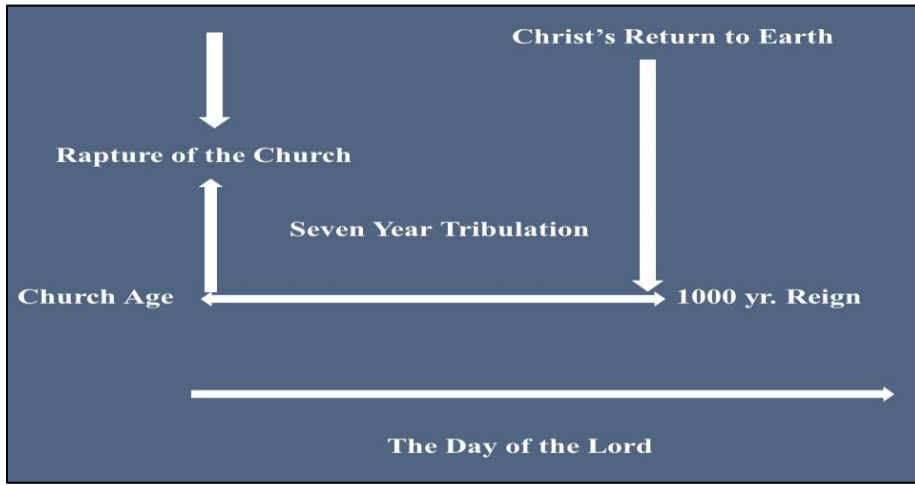 Christ's Return to Earth
Rapture of the Church
Seven Year Tribulation
Church Age
1000 yr. Reign
The Day of the Lord